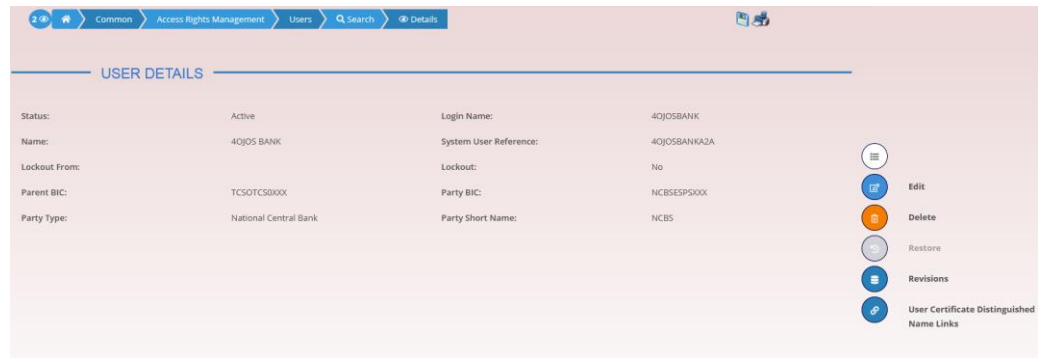 2 Common Access Rights Management Users Search Details
USER DETAILS
Status: Active Login Name: 4OJOSBANK
Name: 4OJOS BANK System User Reference: 4OJOSBANKA2A
Lockout From: Lockout: No
Parent BIC: TCSOTCS0XXX Party BIC: NCBSESPSXXX
Party Type: National Central Bank Party Short Name: NCBS
Edit
Delete
Restore
Revisions
User Certificate Distinguished
Name Links